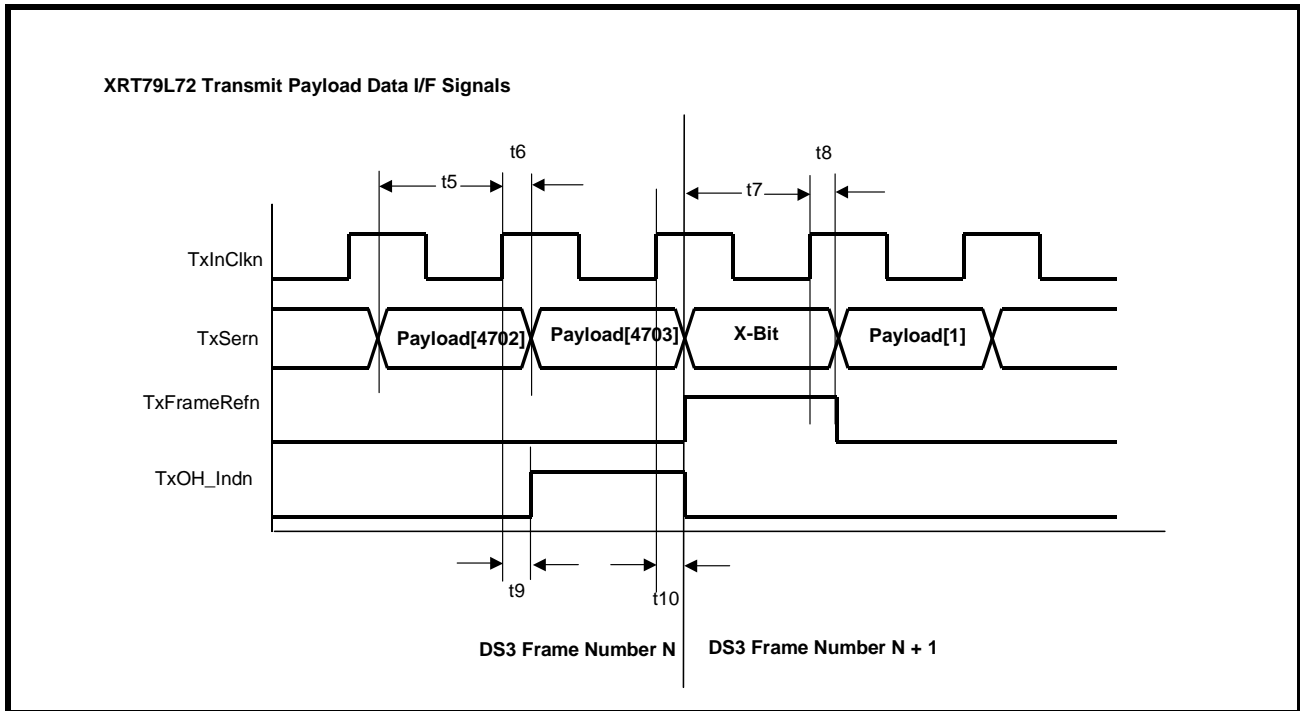 XRT79L72 Transmit Payload Data I/F Signals
t6
t8
t5
t7
TxInClkn
TxSern
Payload[4702]
Payload[4703]
X-Bit
Payload[1]
TxFrameRefn
TxOH_Indn
t9
t10
DS3 Frame Number N
DS3 Frame Number N + 1